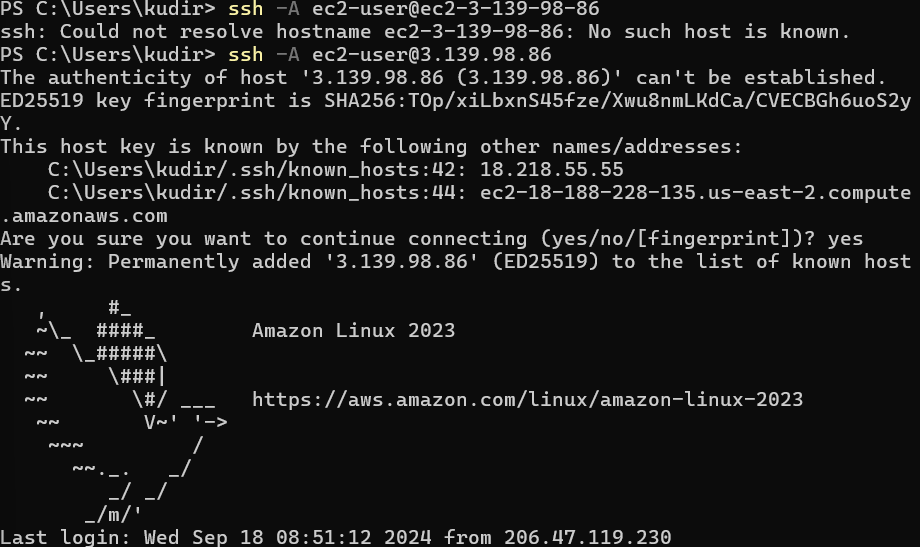 PS C:\Users\kudir> ssh -A ec2-user@ec2-3-139-98-86
ssh: Could not resolve hostname ec2-3-139-98-86: No such host is known.
PS C:\Users\kudir> ssh -A ec2-user@3.139.98.86
The authenticity of host '3.139.98.86 (3.139.98.86)' can't be established.
ED25519 key fingerprint is SHA256:TOp/xiLbxnS45fze/Xwu8nmLKdCa/CVECBGh6uoS2y
Y.
This host key is known by the following other names/addresses:
    C:\Users\kudir/.ssh/known_hosts:42: 18.218.55.55
    C:\Users\kudir/.ssh/known_hosts:44: ec2-18-188-228-135.us-east-2.compute
.amazonaws.com
Are you sure you want to continue connecting (yes/no/[fingerprint])? yes
Warning: Permanently added '3.139.98.86' (ED25519) to the list of known host
s.
   ,     #_
   ~\_  ####_        Amazon Linux 2023
  ~~  \_#####\
  ~~     \###|
  ~~       \#/ ___   https://aws.amazon.com/linux/amazon-linux-2023
   ~~       V~' '->
    ~~~         /
      ~~._.   _/
         _/ _/
       _/m/'
Last login: Wed Sep 18 08:51:12 2024 from 206.47.119.230